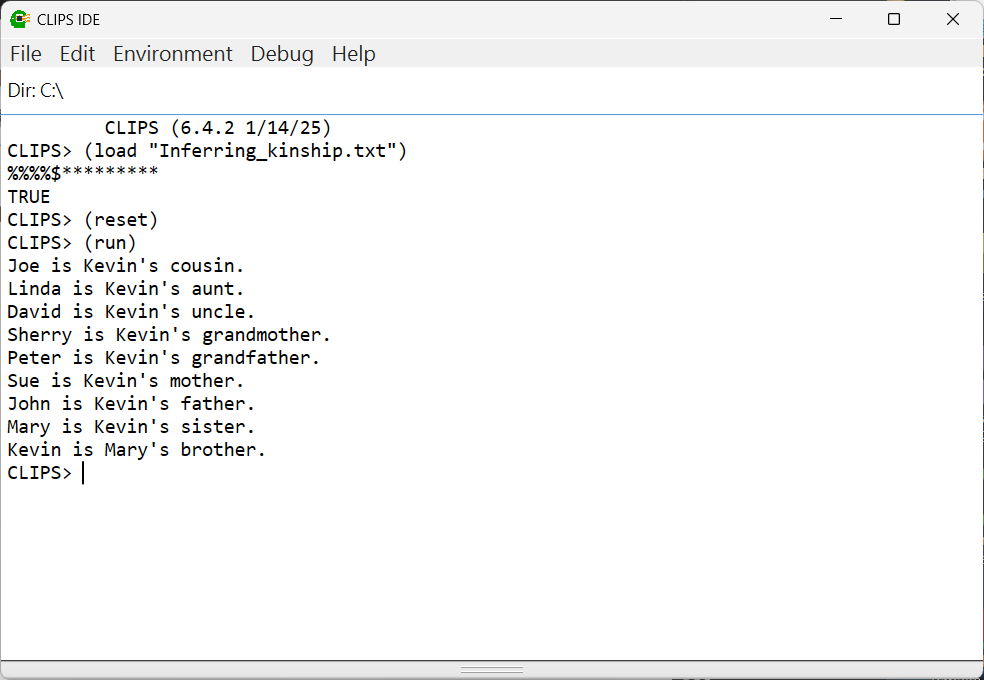 CLIPS IDE
File Edit Environment Debug Help
Dir: C:\
CLIPS (6.4.2 1/14/25)
CLIPS> (load "Inferring_kinship.txt")
%%%%$*********
TRUE
CLIPS> (reset)
CLIPS> (run)
Joe is Kevin's cousin.
Linda is Kevin's aunt.
David is Kevin's uncle.
Sherry is Kevin's grandmother.
Peter is Kevin's grandfather.
Sue is Kevin's mother.
John is Kevin's father.
Mary is Kevin's sister.
Kevin is Mary's brother.
CLIPS>